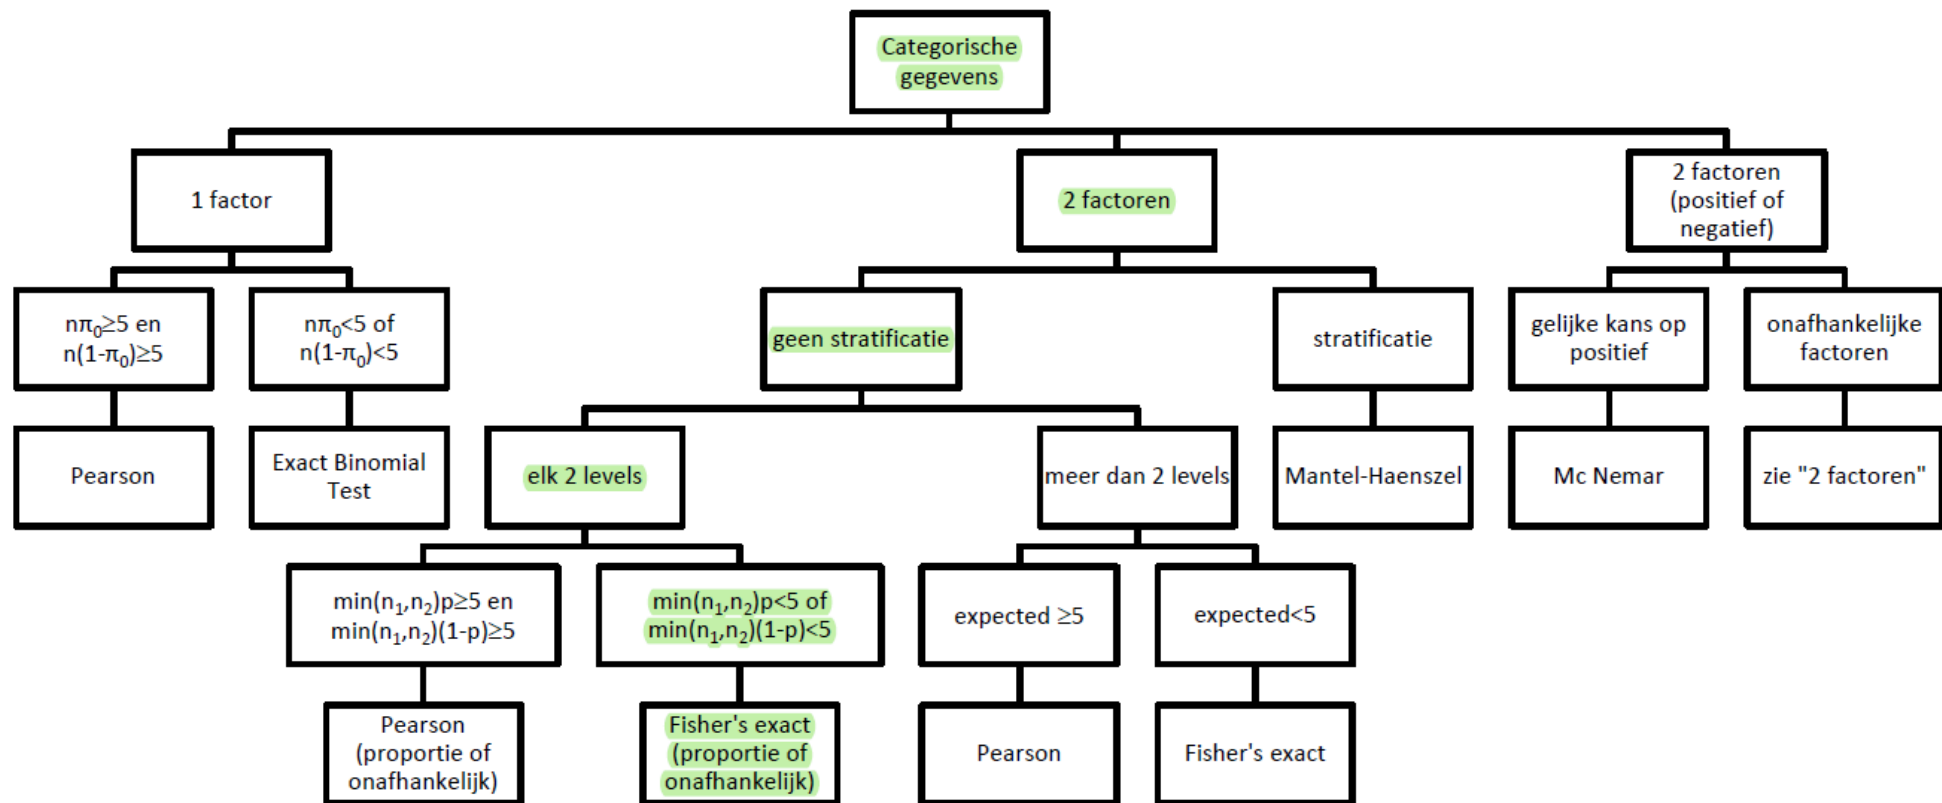 Categorische
gegevens
1 factor
2 factoren
2 factoren
(positief of
negatief)
nπ₀≥5 en
n(1-π₀)≥5
nπ₀<5 of
n(1-π₀)<5
geen stratificatie
stratificatie
gelijke kans op
positief
onafhankelijke
factoren
Pearson
Exact Binomial
Test
elk 2 levels
meer dan 2 levels
Mantel-Haenszel
Mc Nemar
zie "2 factoren"
min(n₁,n₂)p≥5 en
min(n₁,n₂)(1-p)≥5
min(n₁,n₂)p<5 of
min(n₁,n₂)(1-p)<5
expected ≥5
expected<5
Pearson
(proportie of
onafhankelijk)
Fisher's exact
(proportie of
onafhankelijk)
Pearson
Fisher's exact